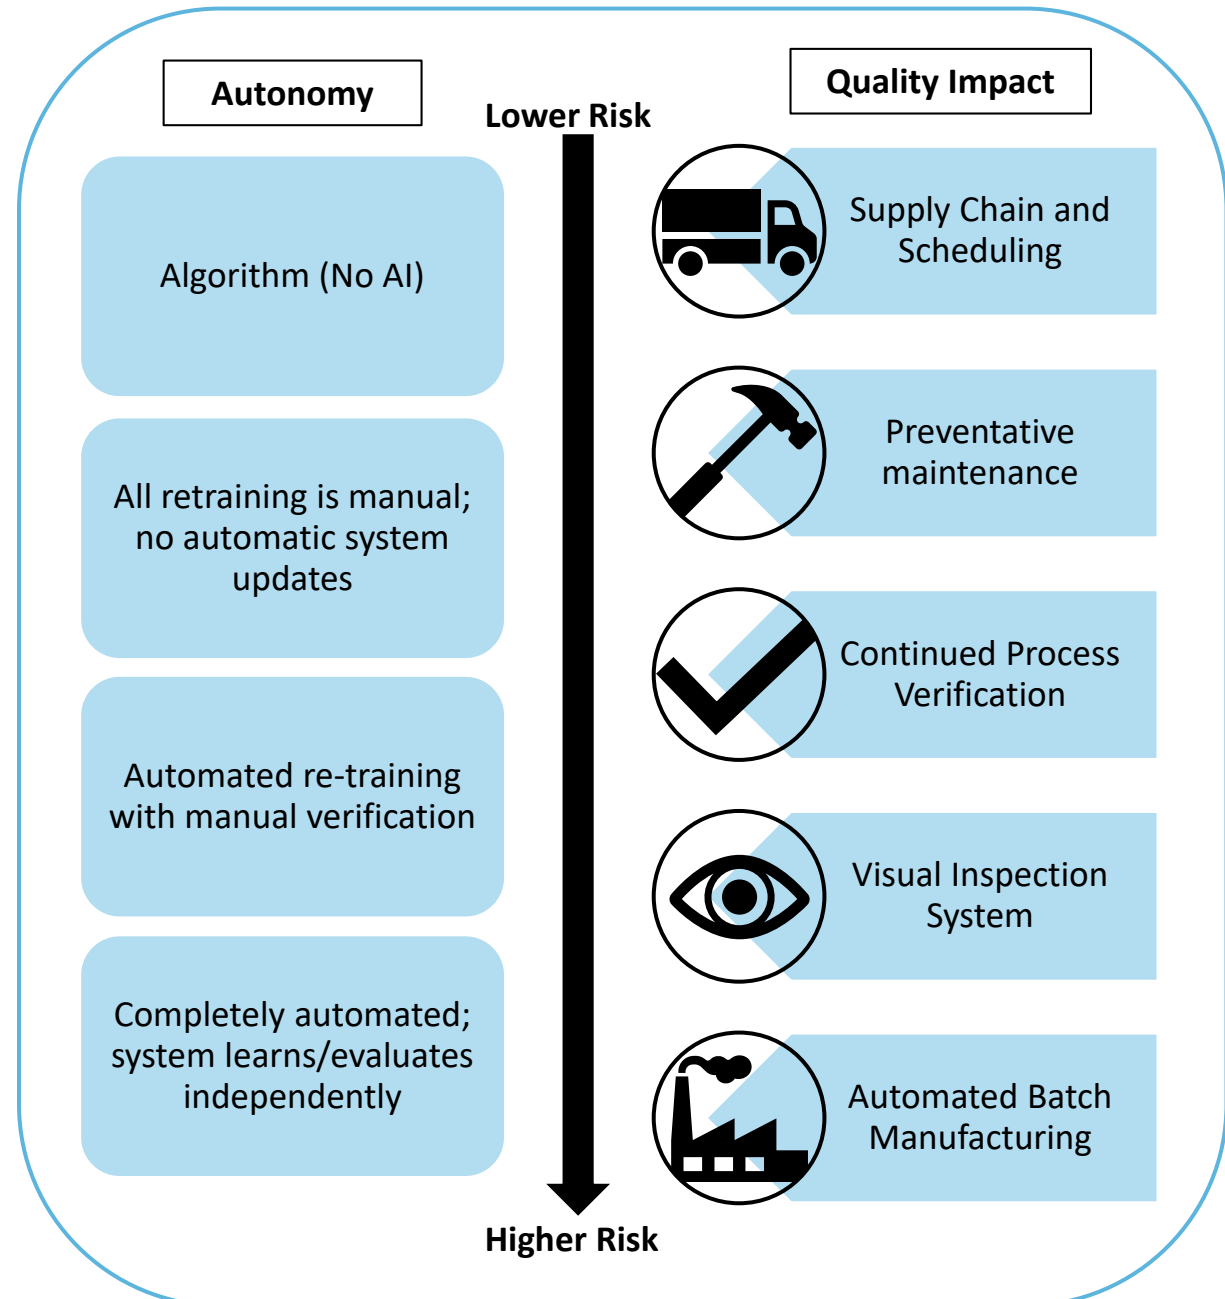 Autonomy
Lower Risk
Quality Impact
Algorithm (No AI)
All retraining is manual;
no automatic system
updates
Automated re-training
with manual verification
Completely automated;
system learns/evaluates
independently
Supply Chain and
Scheduling
Preventative
maintenance
Continued Process
Verification
Visual Inspection
System
Automated Batch
Manufacturing
Higher Risk